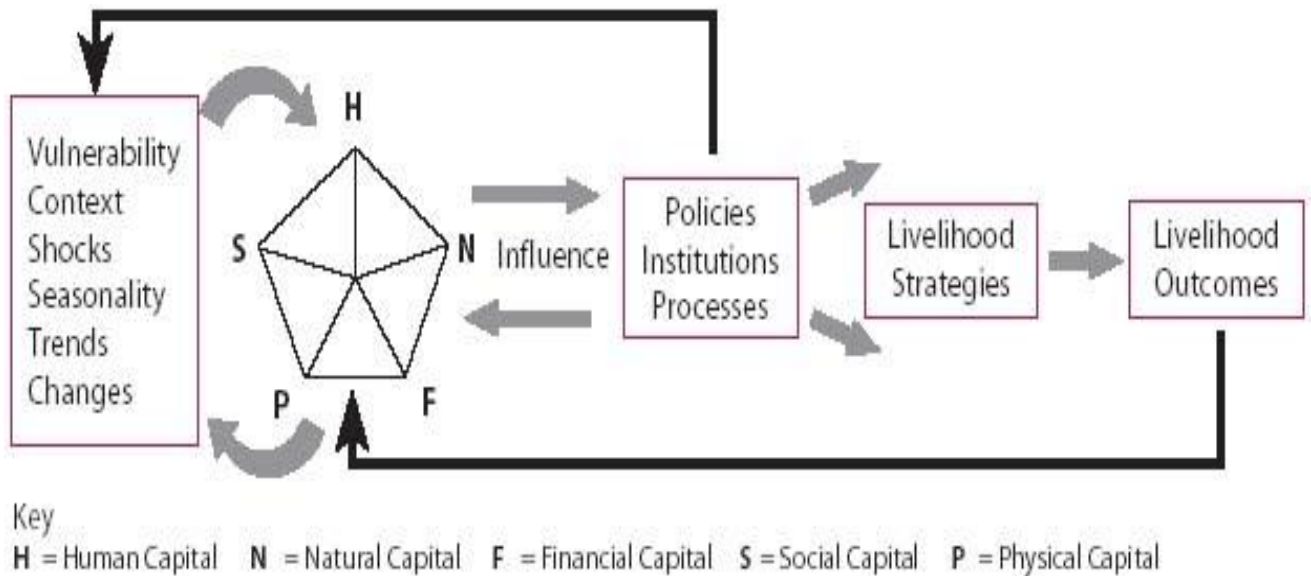 Vulnerability
Context
Shocks
Seasonality
Trends
Changes
H
S
N
P
F
Influence
Policies
Institutions
Processes
Livelihood
Strategies
Livelihood
Outcomes
Key
H = Human Capital N = Natural Capital F = Financial Capital S = Social Capital P = Physical Capital